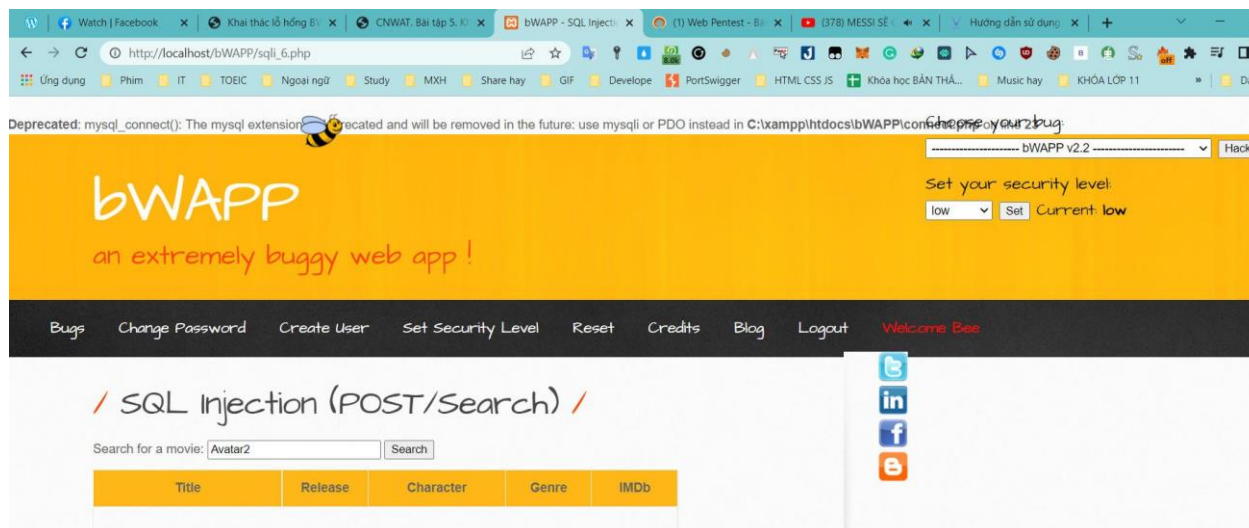 Watch | Facebook
Khai thác lỗ hổng
CNWAT. Bài tập 5.
bWAPP - SQL Injecti
(1) Web Pentest - Bà
(378) MESSI SẼ
Hướng dẫn sử dụng
http://localhost/bWAPP/sqli_6.php
Ứng dụng Phim IT TOEIC Ngoại ngữ Study MXH Share hay GIF Develope PortSwigger HTML CSS JS Khóa học BẢN THÂ... Music hay KHÓA LỚP 11 »
Deprecated: mysql_connect(): The mysql extension is deprecated and will be removed in the future: use mysqli or PDO instead in C:\xampp\htdocs\bWAPP\connect.php on line 23
Choose your bug:
---------------------- bWAPP v2.2 ----------------------- Hack
Set your security level:
low Set Current: low
bWAPP
an extremely buggy web app !
Bugs Change Password Create User Set Security Level Reset Credits Blog Logout Welcome Bee
/ SQL Injection (POST/Search) /
Search for a movie: Avatar2 Search
Title Release Character Genre IMDb